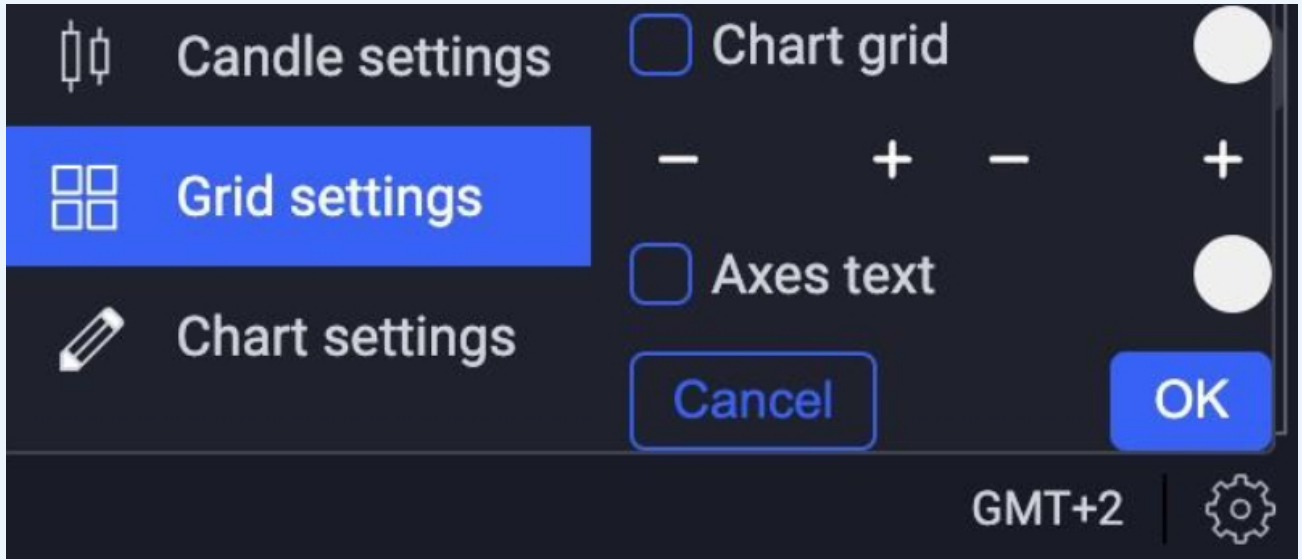 Candle settings
Chart grid
Grid settings
− + − +
Axes text
Chart settings
Cancel
OK
GMT+2